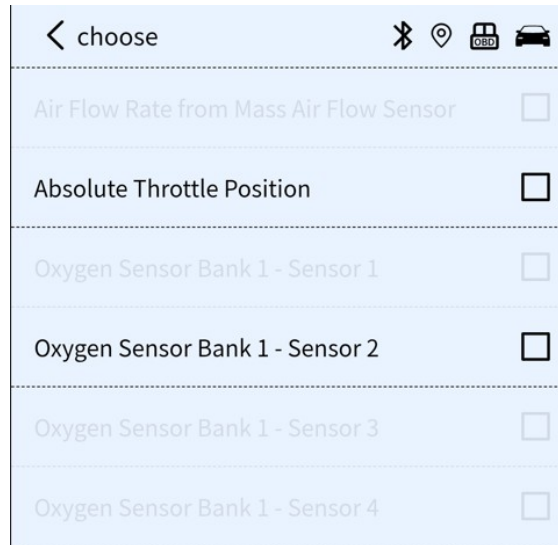 choose
OBD
Air Flow Rate from Mass Air Flow Sensor
Absolute Throttle Position
Oxygen Sensor Bank 1 - Sensor 1
Oxygen Sensor Bank 1 - Sensor 2
Oxygen Sensor Bank 1 - Sensor 3
Oxygen Sensor Bank 1 - Sensor 4